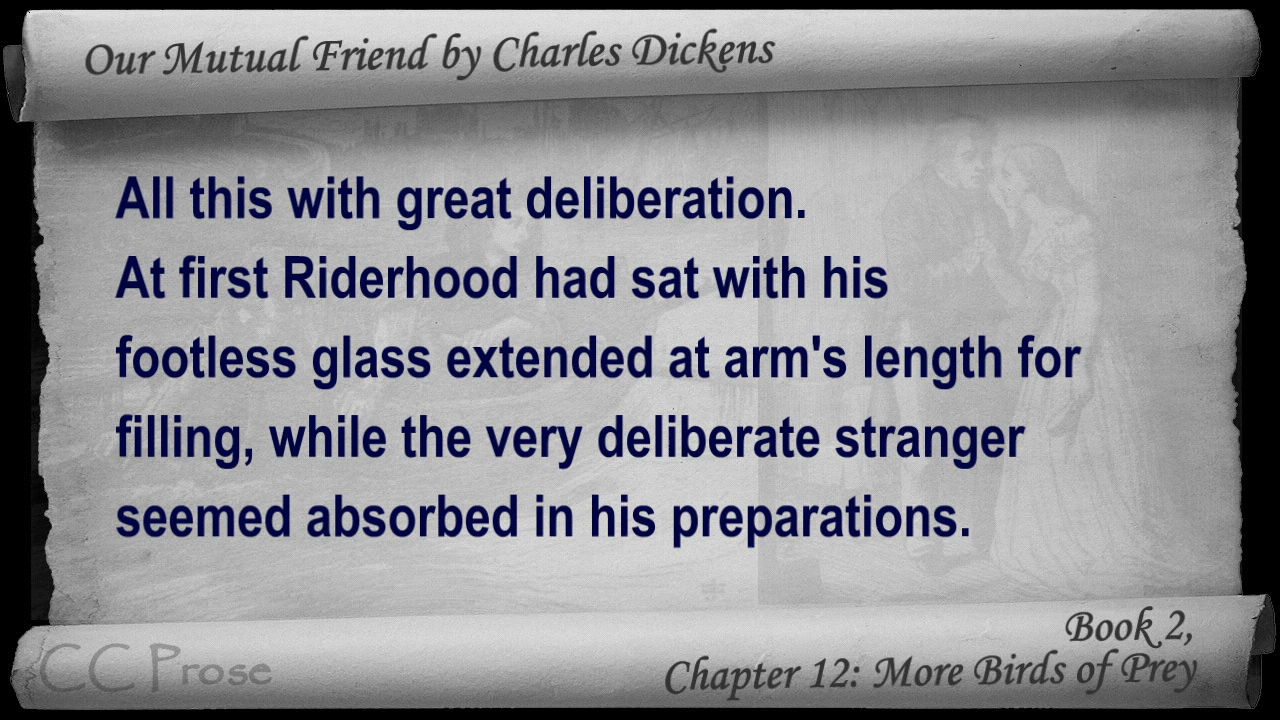 Our Mutual Friend by Charles Dickens
All this with great deliberation.
At first Riderhood had sat with his
footless glass extended at arm's length for
filling, while the very deliberate stranger
seemed absorbed in his preparations.
Book 2,
Chapter 12: More Birds of Prey
CC Prose